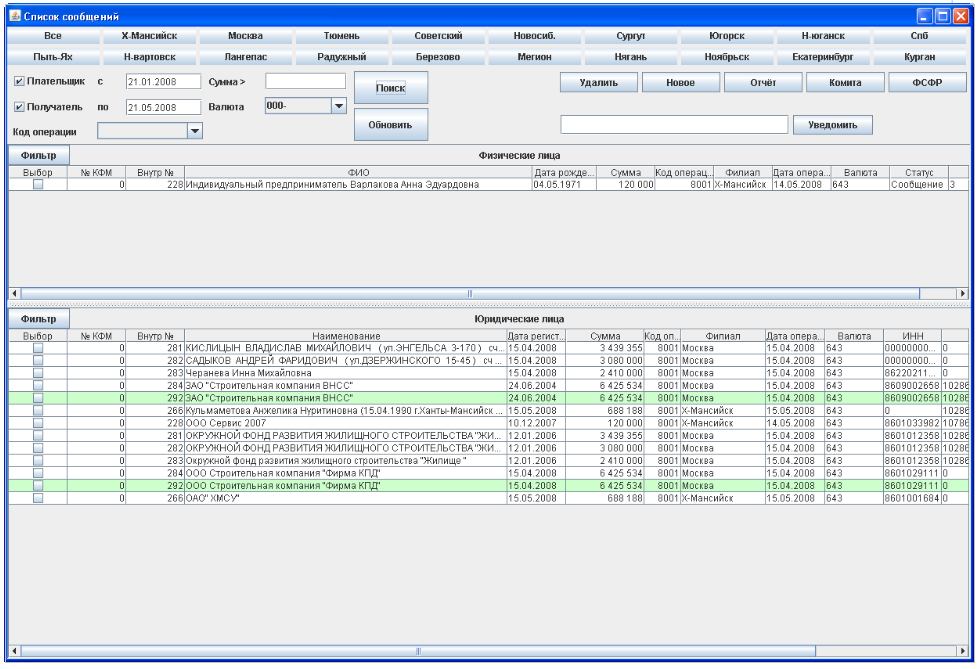 Список сообщений
Все Х-Мансийск Москва Тюмень Советский Новосиб. Сургут Югорск Н-юганск Спб
Пыть-Ях Н-вартовск Лангепас Радужный Березово Мегион Нягань Ноябрьск Екатеринбург Курган
Плательщик с 21.01.2008 Сумма > Поиск Удалить Новое Отчёт Комита ФСФР
Получатель по 21.05.2008 Валюта 000-
Код операции Обновить Уведомить
Фильтр Физические лица
Выбор № КФМ Внутр № ФИО Дата рожде... Сумма Код операц... Филиал Дата опера... Валюта Статус
0 228 Индивидуальный предприниматель Варлакова Анна Эдуардовна 04.05.1971 120 000 8001 Х-Мансийск 14.05.2008 643 Сообщение 3
Фильтр Юридические лица
Выбор № КФМ Внутр № Наименование Дата регист... Сумма Код оп... Филиал Дата опера... Валюта ИНН
0 281 КИСЛИЦЫН ВЛАДИСЛАВ МИХАЙЛОВИЧ (ул.ЭНГЕЛЬСА 3-170) сч... 15.04.2008 3 439 355 8001 Москва 15.04.2008 643 00000000... 0
0 282 САДЫКОВ АНДРЕЙ ФАРИДОВИЧ (ул.ДЗЕРЖИНСКОГО 15-45) сч... 15.04.2008 3 080 000 8001 Москва 15.04.2008 643 00000000... 0
0 283 Черанева Инна Михайловна 15.04.2008 2 410 000 8001 Москва 15.04.2008 643 86220211... 0
0 284 ЗАО "Строительная компания ВНСС" 24.06.2004 6 425 534 8001 Москва 15.04.2008 643 8609002658 10286
0 292 ЗАО "Строительная компания ВНСС" 24.06.2004 6 425 534 8001 Москва 15.04.2008 643 8609002658 10286
0 266 Кульмаметова Анжелика Нуритиновна (15.04.1990 г.Ханты-Мансийск ... 15.05.2008 688 188 8001 Х-Мансийск 15.05.2008 643 0 10286
0 228 ООО Сервис 2007 10.12.2007 120 000 8001 Х-Мансийск 14.05.2008 643 8601033982 10786
0 281 ОКРУЖНОЙ ФОНД РАЗВИТИЯ ЖИЛИЩНОГО СТРОИТЕЛЬСТВА "ЖИ... 12.01.2006 3 439 355 8001 Москва 15.04.2008 643 8601012358 10286
0 282 ОКРУЖНОЙ ФОНД РАЗВИТИЯ ЖИЛИЩНОГО СТРОИТЕЛЬСТВА "ЖИ... 12.01.2006 3 080 000 8001 Москва 15.04.2008 643 8601012358 10286
0 283 Окружной фонд развития жилищного строительства "Жилище " 12.01.2006 2 410 000 8001 Москва 15.04.2008 643 8601012358 10286
0 284 ООО Строительная компания "Фирма КПД" 15.04.2008 6 425 534 8001 Москва 15.04.2008 643 8601029111 0
0 292 ООО Строительная компания "Фирма КПД" 15.04.2008 6 425 534 8001 Москва 15.04.2008 643 8601029111 0
0 266 ОАО" ХМСУ" 15.05.2008 688 188 8001 Х-Мансийск 15.05.2008 643 8601001684 0